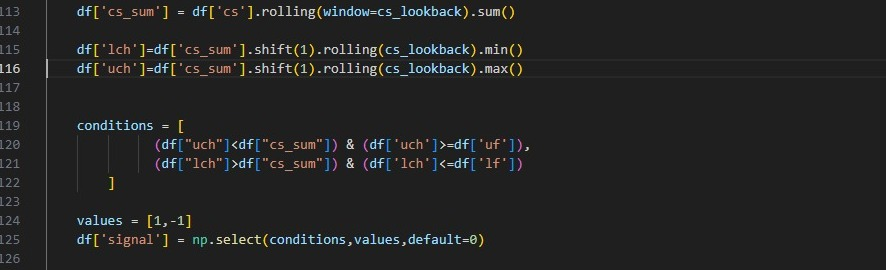 113 df['cs_sum'] = df['cs'].rolling(window=cs_lookback).sum()
114
115 df['lch']=df['cs_sum'].shift(1).rolling(cs_lookback).min()
116 df['uch']=df['cs_sum'].shift(1).rolling(cs_lookback).max()
117
118
119 conditions = [
120 (df["uch"]<df["cs_sum"]) & (df['uch']>=df['uf']),
121 (df["lch"]>df["cs_sum"]) & (df['lch']<=df['lf'])
122 ]
123
124 values = [1,-1]
125 df['signal'] = np.select(conditions,values,default=0)
126